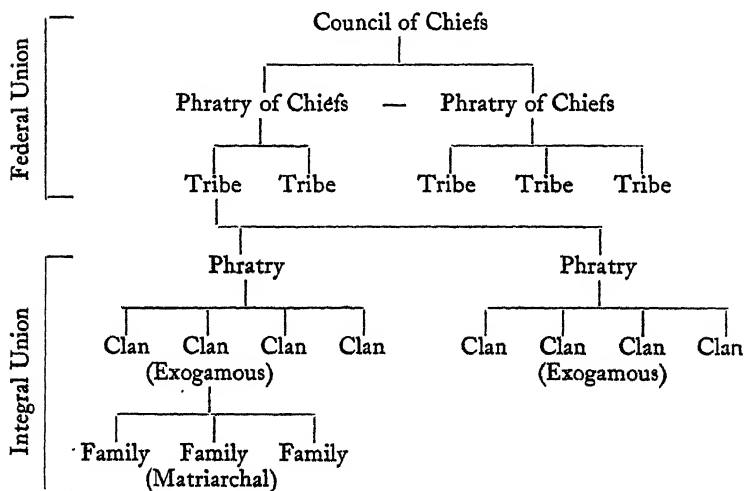 Federal Union
Council of Chiefs
Phratry of Chiefs — Phratry of Chiefs
Tribe Tribe Tribe Tribe Tribe
Integral Union
Phratry Phratry
Clan Clan Clan Clan Clan Clan Clan Clan
(Exogamous) (Exogamous)
Family Family Family
(Matriarchal)